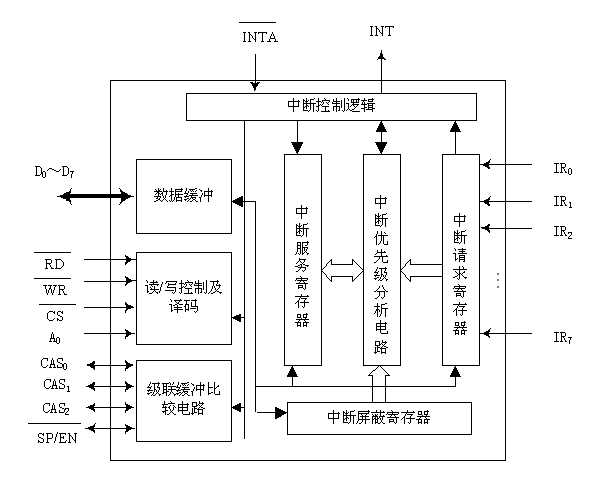 INTA
INT
中断控制逻辑
D₀～D₇
数据缓冲
中断服务寄存器
中断优先级分析电路
中断请求寄存器
IR₀
IR₁
IR₂
IR₇
RD
WR
CS
A₀
读/写控制及
译码
CAS₀
CAS₁
CAS₂
SP/EN
级联缓冲比
较电路
中断屏蔽寄存器